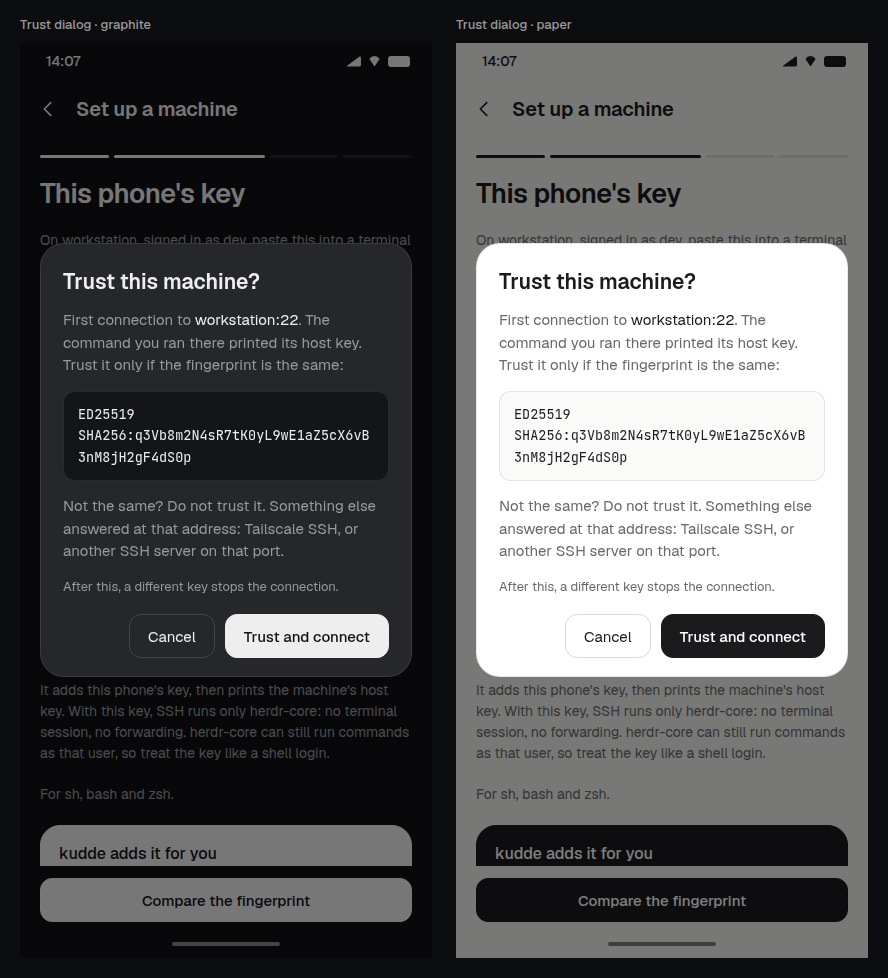 Trust dialog · graphite
14:07
Set up a machine
This phone's key
On workstation, signed in as dev, paste this into a terminal
Trust this machine?
First connection to workstation:22. The
command you ran there printed its host key.
Trust it only if the fingerprint is the same:
ED25519
SHA256:q3Vb8m2N4sR7tK0yL9wE1aZ5cX6vB
3nM8jH2gF4dS0p
Not the same? Do not trust it. Something else
answered at that address: Tailscale SSH, or
another SSH server on that port.
After this, a different key stops the connection.
Cancel
Trust and connect
It adds this phone's key, then prints the machine's host
key. With this key, SSH runs only herdr-core: no terminal
session, no forwarding. herdr-core can still run commands
as that user, so treat the key like a shell login.
For sh, bash and zsh.
kudde adds it for you
Compare the fingerprint
Trust dialog · paper
14:07
Set up a machine
This phone's key
On workstation, signed in as dev, paste this into a terminal
Trust this machine?
First connection to workstation:22. The
command you ran there printed its host key.
Trust it only if the fingerprint is the same:
ED25519
SHA256:q3Vb8m2N4sR7tK0yL9wE1aZ5cX6vB
3nM8jH2gF4dS0p
Not the same? Do not trust it. Something else
answered at that address: Tailscale SSH, or
another SSH server on that port.
After this, a different key stops the connection.
Cancel
Trust and connect
It adds this phone's key, then prints the machine's host
key. With this key, SSH runs only herdr-core: no terminal
session, no forwarding. herdr-core can still run commands
as that user, so treat the key like a shell login.
For sh, bash and zsh.
kudde adds it for you
Compare the fingerprint